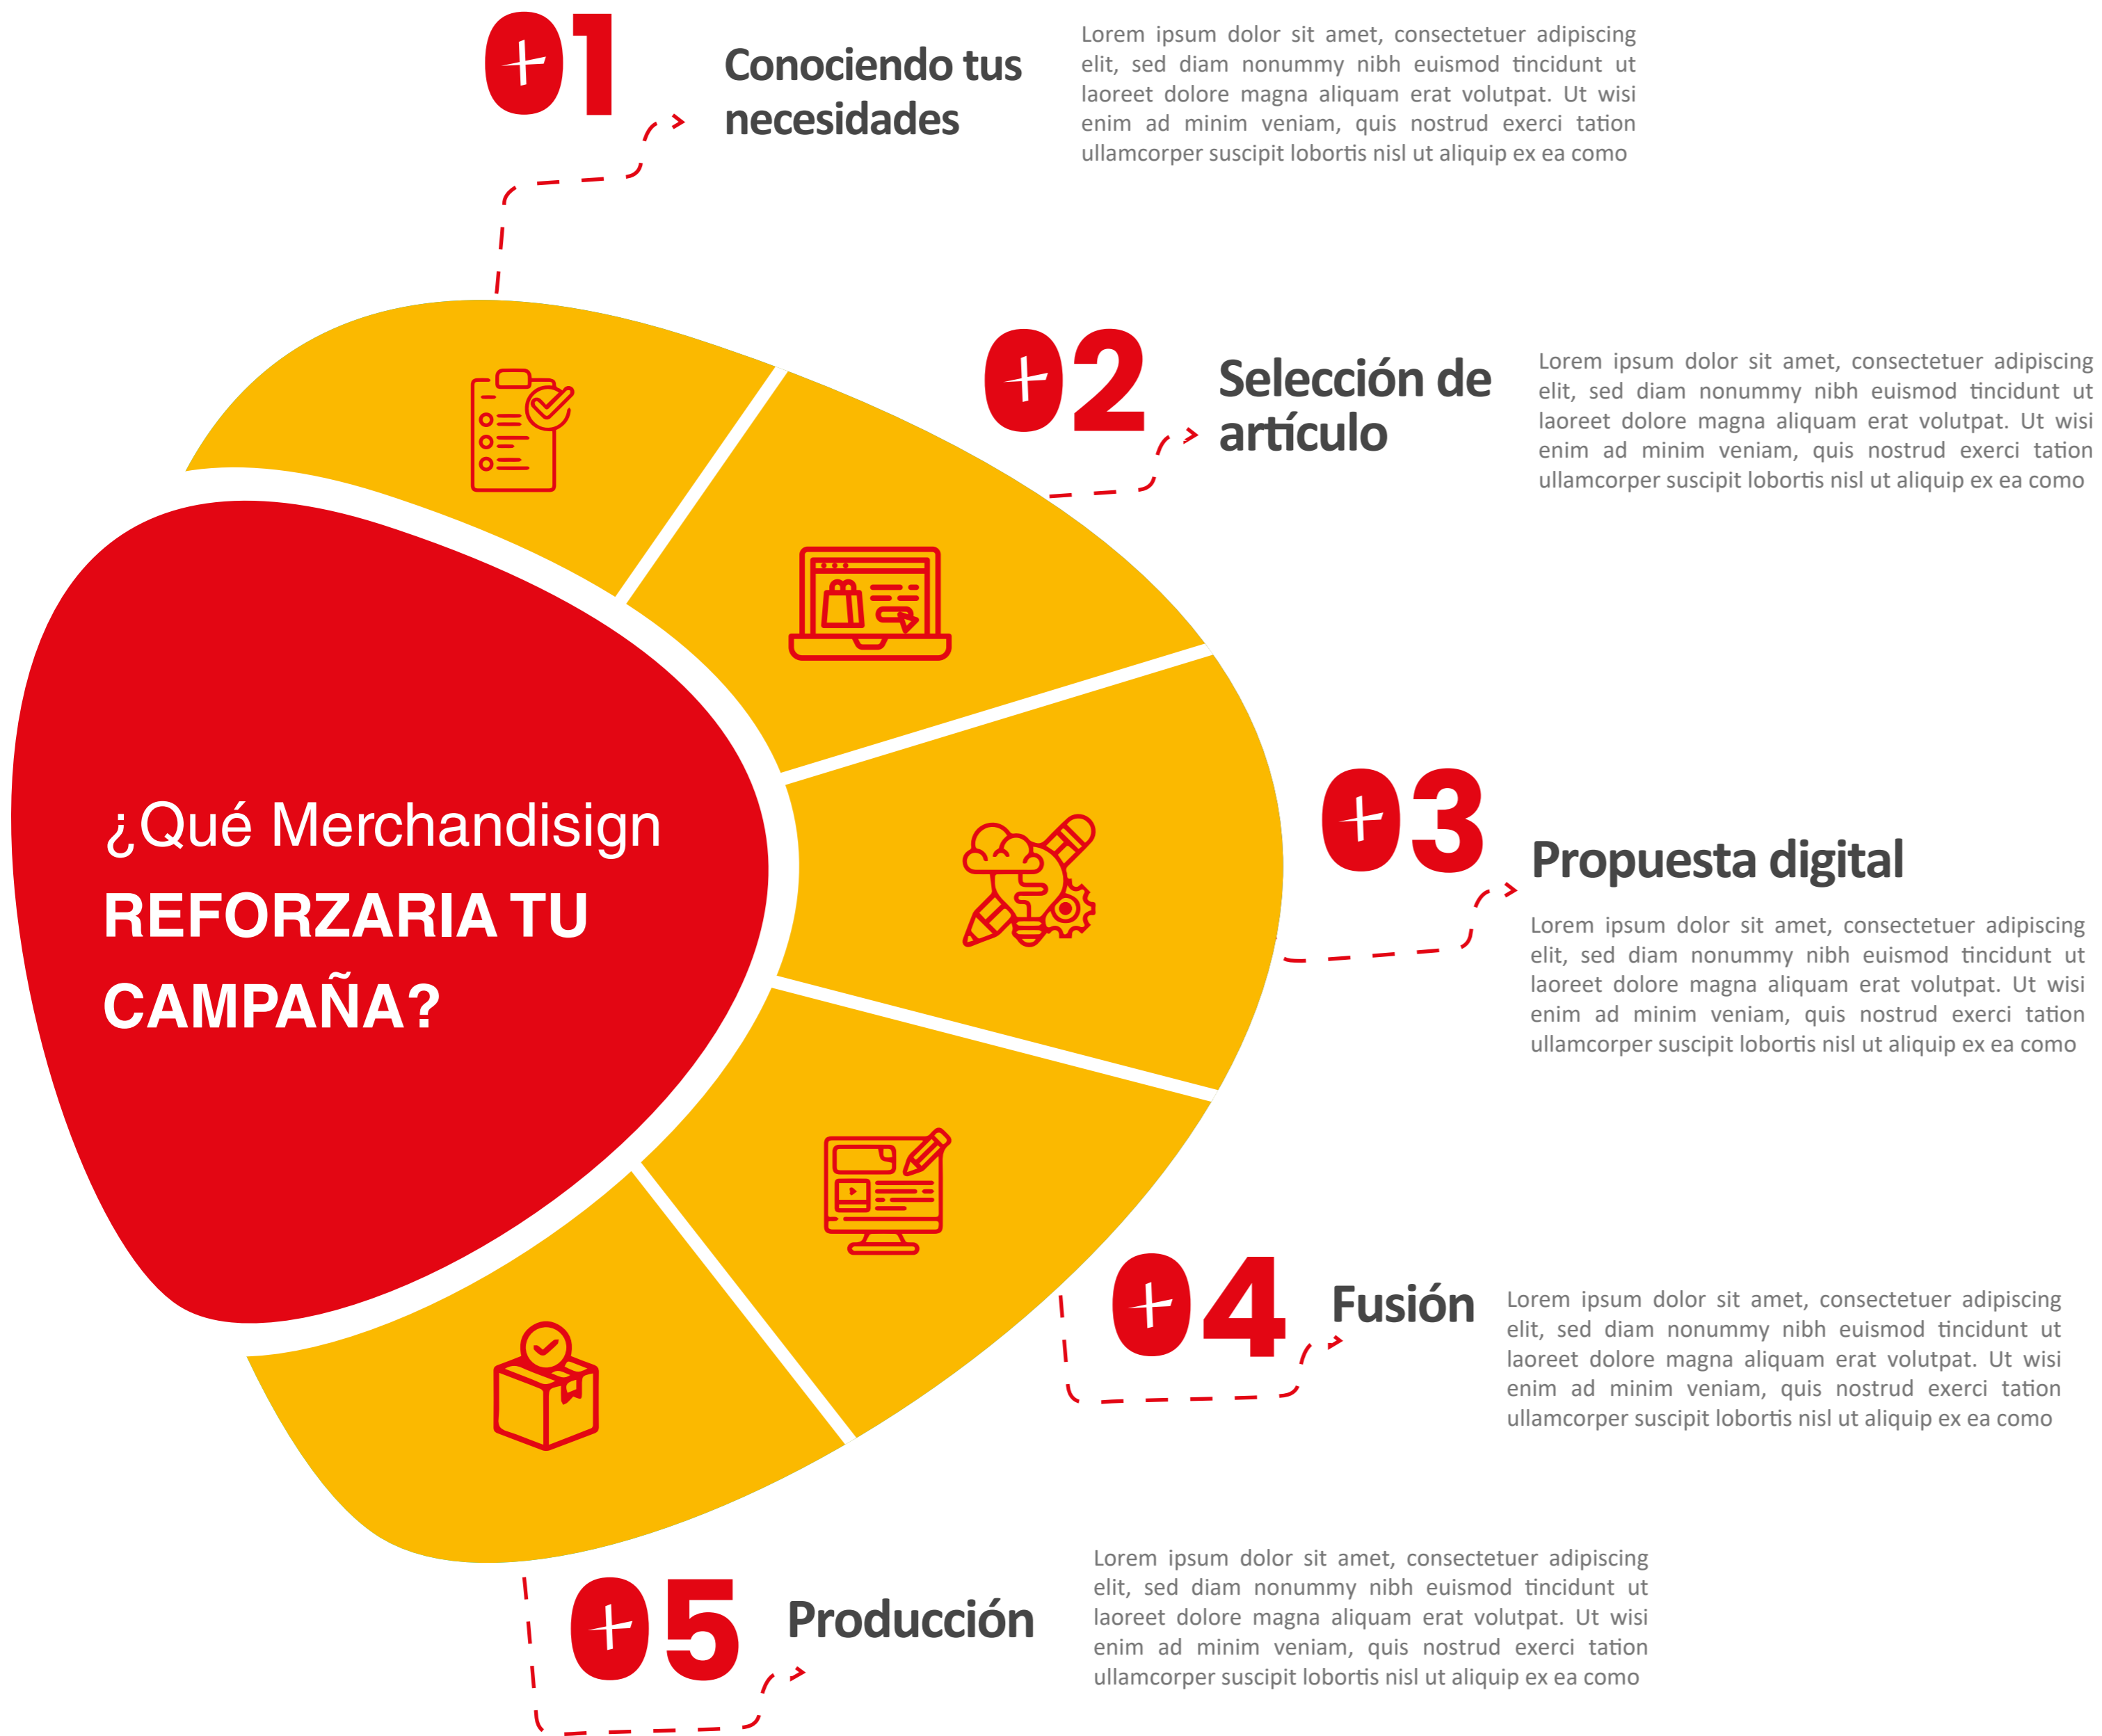 01
Conociendo tus
necesidades
Lorem ipsum dolor sit amet, consectetuer adipiscing
elit, sed diam nonummy nibh euismod tincidunt ut
laoreet dolore magna aliquam erat volutpat. Ut wisi
enim ad minim veniam, quis nostrud exerci tation
ullamcorper suscipit lobortis nisl ut aliquip ex ea como
02
Selección de
artículo
Lorem ipsum dolor sit amet, consectetuer adipiscing
elit, sed diam nonummy nibh euismod tincidunt ut
laoreet dolore magna aliquam erat volutpat. Ut wisi
enim ad minim veniam, quis nostrud exerci tation
ullamcorper suscipit lobortis nisl ut aliquip ex ea como
¿Qué Merchandisign
REFORZARIA TU
CAMPAÑA?
03
Propuesta digital
Lorem ipsum dolor sit amet, consectetuer adipiscing
elit, sed diam nonummy nibh euismod tincidunt ut
laoreet dolore magna aliquam erat volutpat. Ut wisi
enim ad minim veniam, quis nostrud exerci tation
ullamcorper suscipit lobortis nisl ut aliquip ex ea como
04
Fusión
Lorem ipsum dolor sit amet, consectetuer adipiscing
elit, sed diam nonummy nibh euismod tincidunt ut
laoreet dolore magna aliquam erat volutpat. Ut wisi
enim ad minim veniam, quis nostrud exerci tation
ullamcorper suscipit lobortis nisl ut aliquip ex ea como
05
Producción
Lorem ipsum dolor sit amet, consectetuer adipiscing
elit, sed diam nonummy nibh euismod tincidunt ut
laoreet dolore magna aliquam erat volutpat. Ut wisi
enim ad minim veniam, quis nostrud exerci tation
ullamcorper suscipit lobortis nisl ut aliquip ex ea como